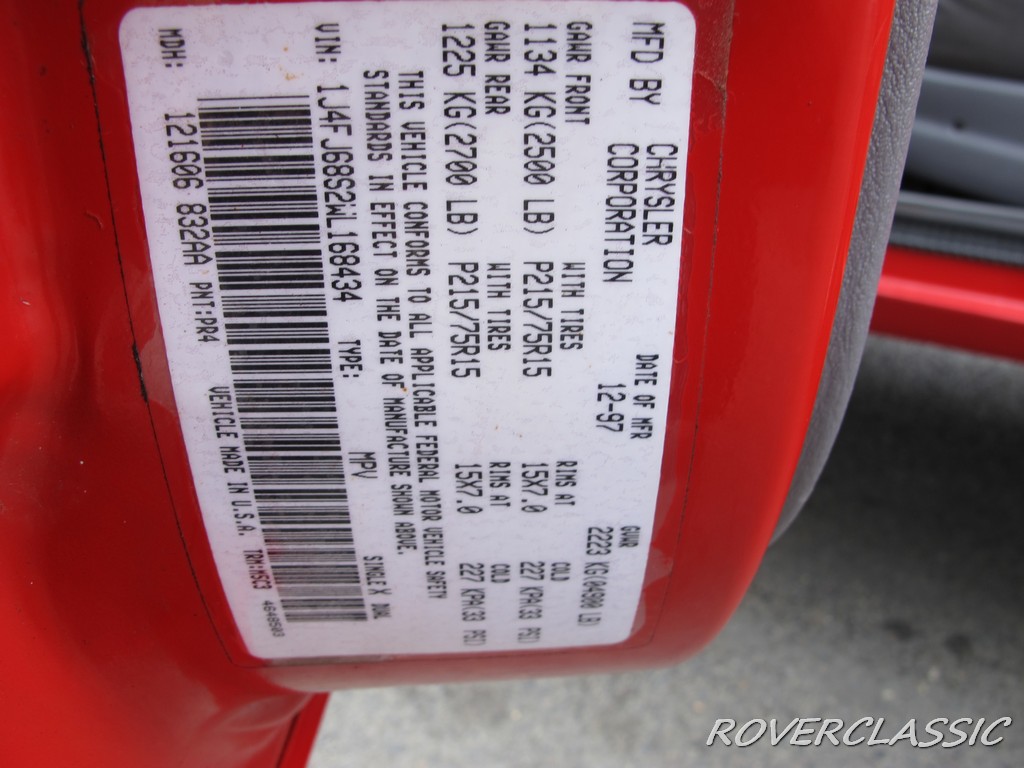 MFD BY CHRYSLER CORPORATION
DATE OF MFR 12-97
GVWR 2223 KG(04900 LB)
GAWR FRONT WITH TIRES RIMS AT COLD
1134 KG(2500 LB) P215/75R15 15X7.0 227 KPA(33 PSI)
GAWR REAR WITH TIRES RIMS AT COLD
1225 KG(2700 LB) P215/75R15 15X7.0 227 KPA(33 PSI)
THIS VEHICLE CONFORMS TO ALL APPLICABLE FEDERAL MOTOR VEHICLE SAFETY
STANDARDS IN EFFECT ON THE DATE OF MANUFACTURE SHOWN ABOVE.
VIN: 1J4FJ68S2WL168434 TYPE: MPV SINGLE X DUAL
MDH: 121606 832AA PNT:PR4 VEHICLE MADE IN U.S.A.
4648503
ROVERCLASSIC